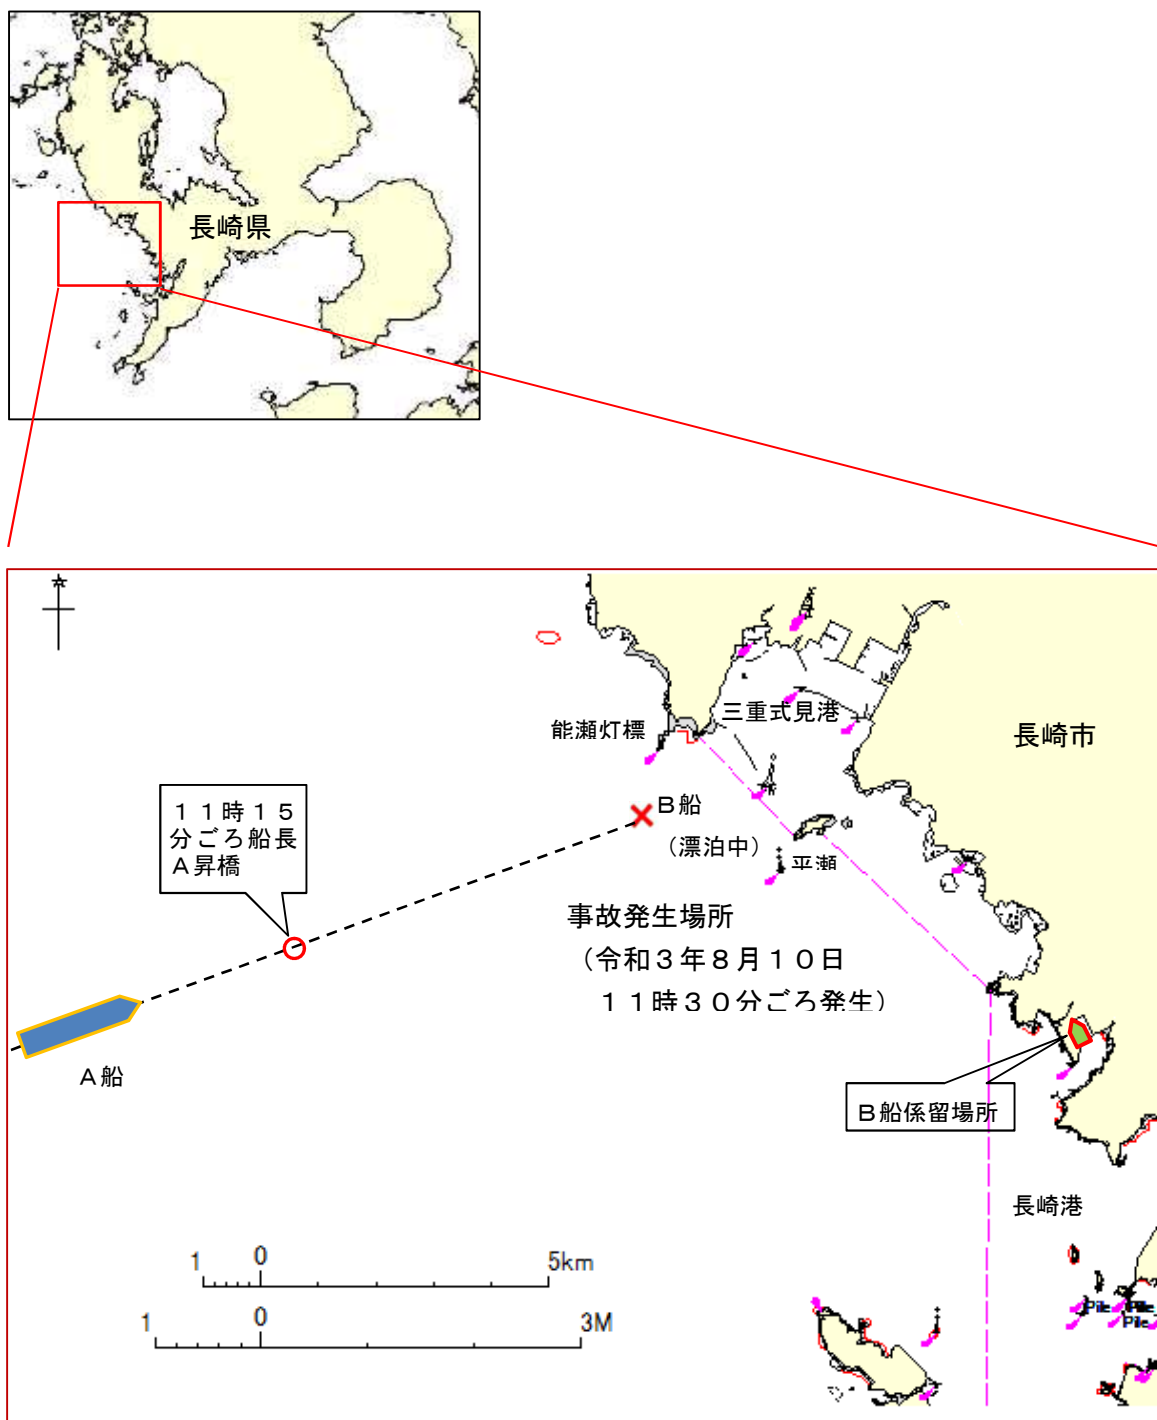 長崎県
能瀬灯標
三重式見港
長崎市
１１時１５
分ごろ船長
Ａ昇橋
Ｂ船
（漂泊中）
平瀬
事故発生場所
（令和３年８月１０日
１１時３０分ごろ発生）
Ａ船
Ｂ船係留場所
長崎港
1 0 5km
1 0 3M
Pile Pile
Pile